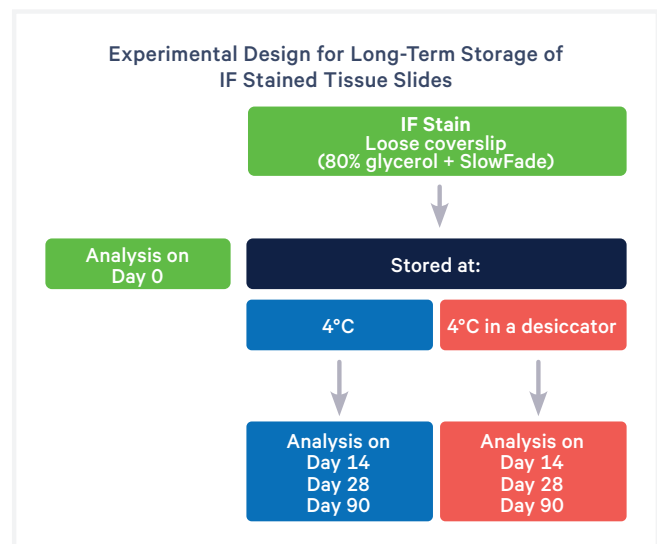 Experimental Design for Long-Term Storage of
IF Stained Tissue Slides
IF Stain
Loose coverslip
(80% glycerol + SlowFade)
Analysis on
Day 0
Stored at:
4°C
4°C in a desiccator
Analysis on
Day 14
Day 28
Day 90
Analysis on
Day 14
Day 28
Day 90